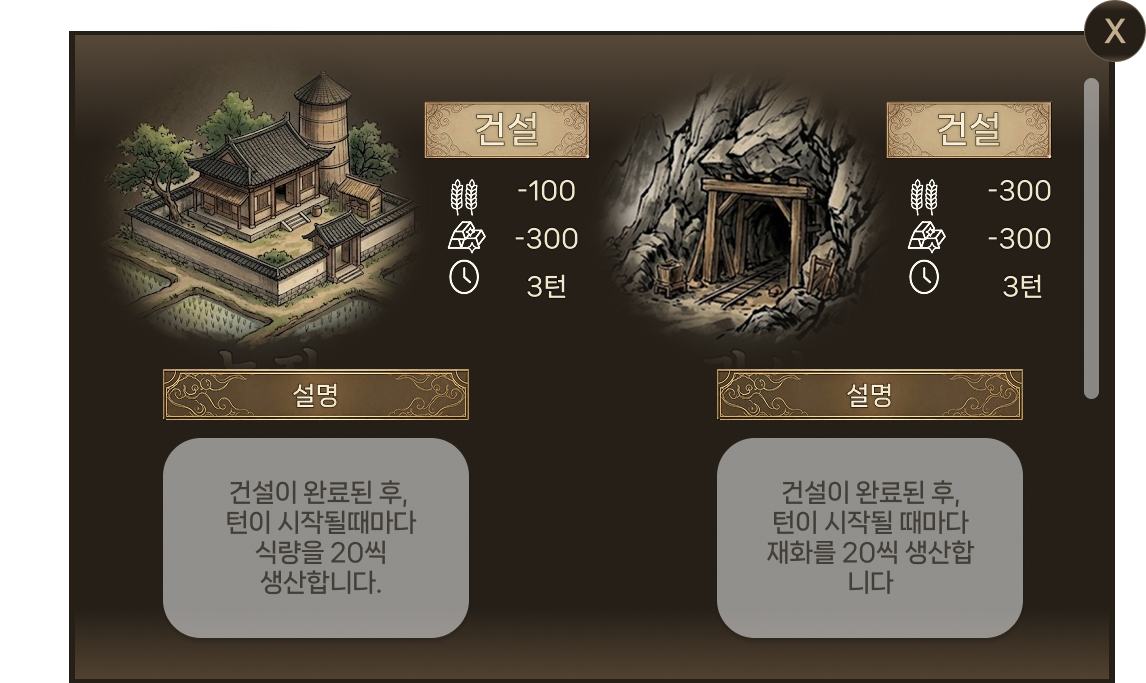 X
건설
-100
-300
3턴
건설
-300
-300
3턴
설명
건설이 완료된 후,
턴이 시작될때마다
식량을 20씩
생산합니다.
설명
건설이 완료된 후,
턴이 시작될 때마다
재화를 20씩 생산합
니다